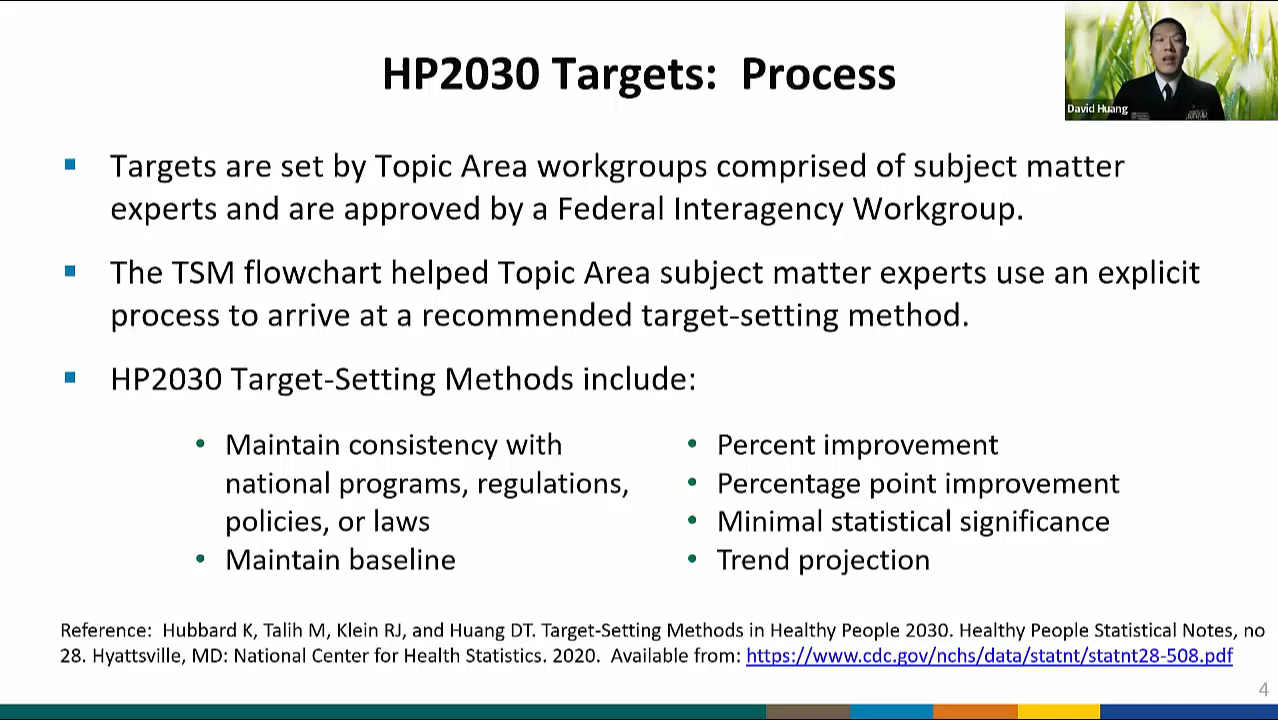 HP2030 Targets: Process
David Huang
Targets are set by Topic Area workgroups comprised of subject matter
experts and are approved by a Federal Interagency Workgroup.
The TSM flowchart helped Topic Area subject matter experts use an explicit
process to arrive at a recommended target-setting method.
HP2030 Target-Setting Methods include:
Maintain consistency with
national programs, regulations,
policies, or laws
Maintain baseline
Percent improvement
Percentage point improvement
Minimal statistical significance
Trend projection
Reference: Hubbard K, Talih M, Klein RJ, and Huang DT. Target-Setting Methods in Healthy People 2030. Healthy People Statistical Notes, no
28. Hyattsville, MD: National Center for Health Statistics. 2020. Available from: https://www.cdc.gov/nchs/data/statnt/statnt28-508.pdf
4